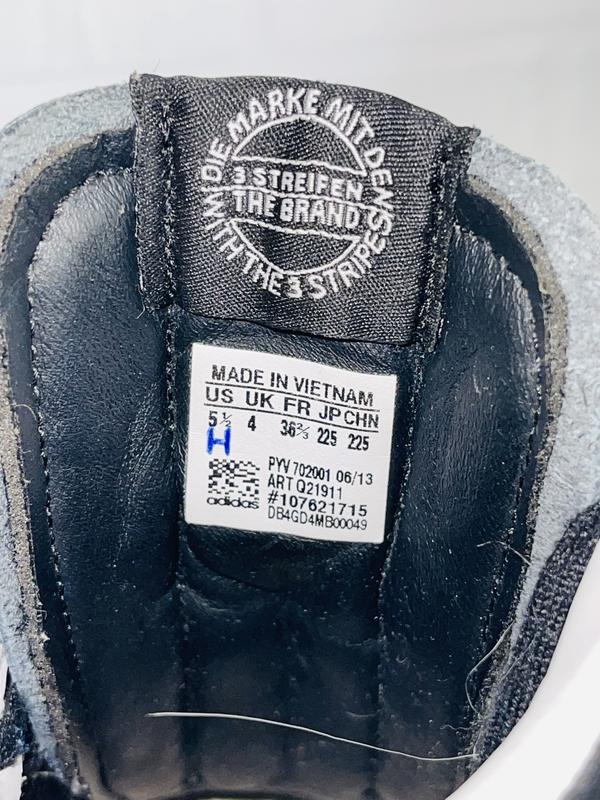 DIE MARKE MIT DEN
3 STREIFEN
THE BRAND
WITH THE 3 STRIPES
MADE IN VIETNAM
US UK FR JP CHN
5½ 4 36⅔ 225 225
H
PYV 702001 06/13
ART Q21911
#107621715
adidas
DB4GD4MB00049